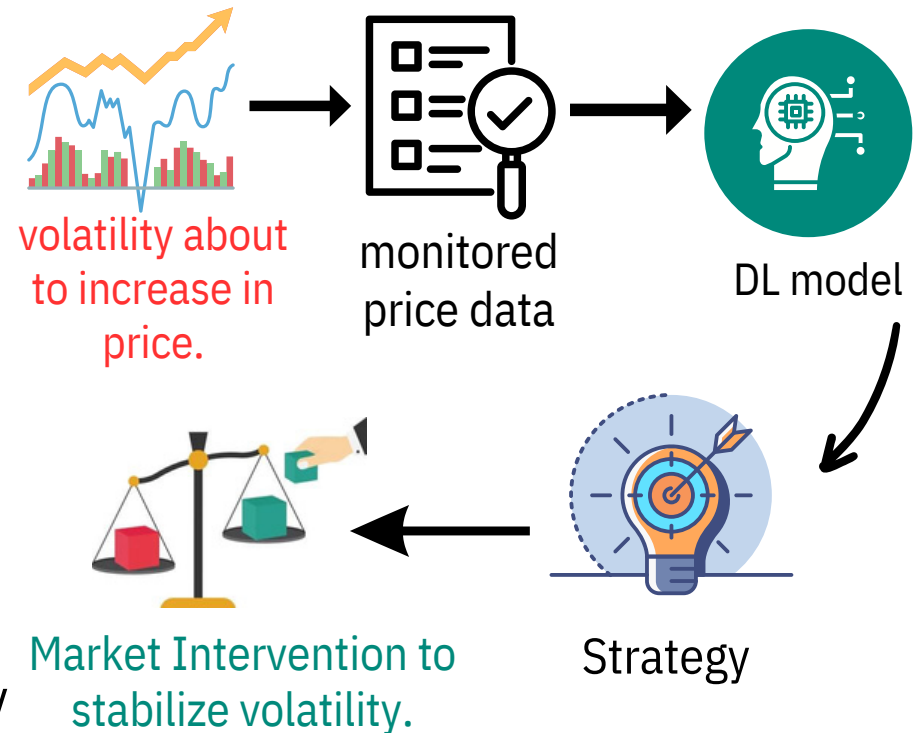 volatility about
to increase in
price.
monitored
price data
DL model
Market Intervention to
stabilize volatility.
Strategy